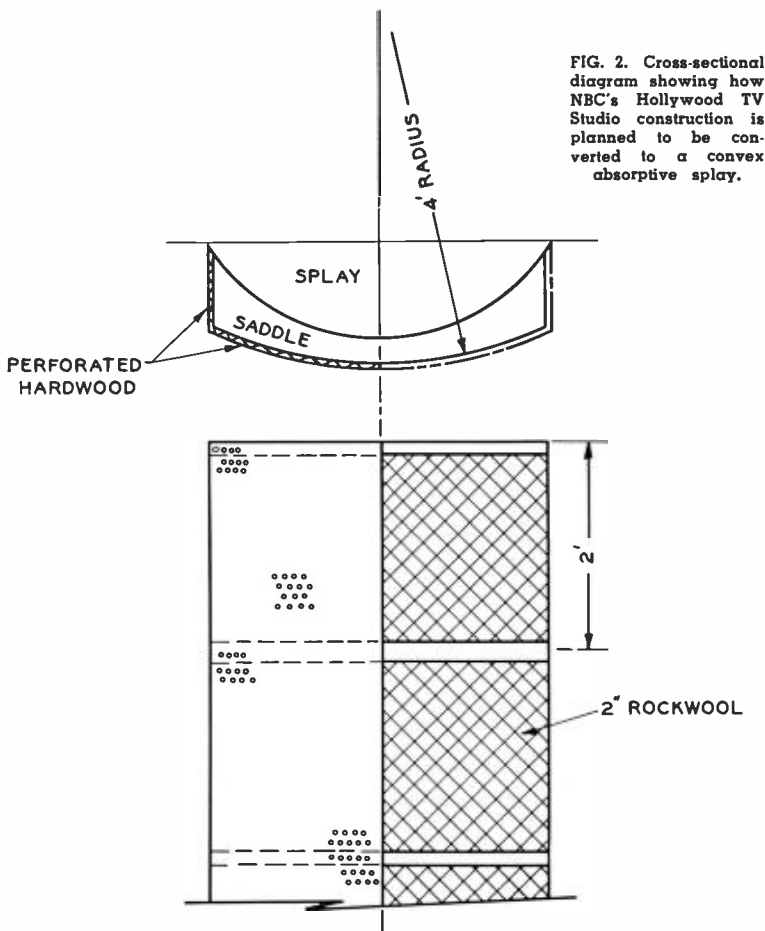 FIG. 2. Cross-sectional
diagram showing how
NBC's Hollywood TV
Studio construction is
planned to be con-
verted to a convex
absorptive splay.
4' RADIUS
SPLAY
SADDLE
PERFORATED
HARDWOOD
2'
2" ROCKWOOL